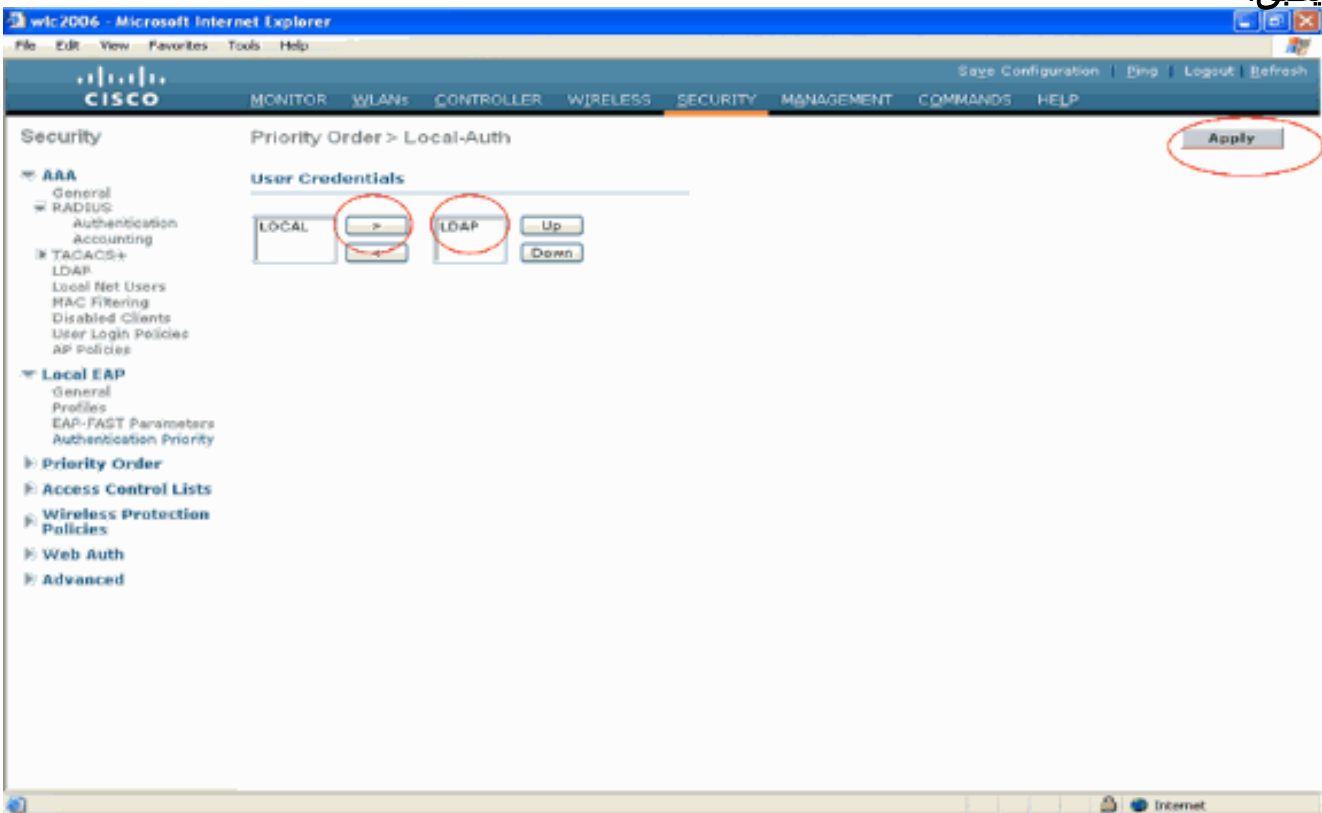 wlc2006 - Microsoft Internet Explorer
File Edit View Favorites Tools Help
Save Configuration | Ping | Logout | Refresh
CISCO
MONITOR WLANs CONTROLLER WIRELESS SECURITY MANAGEMENT COMMANDS HELP
Security
Priority Order > Local-Auth
Apply
AAA
General
RADIUS
Authentication
Accounting
TACACS+
LDAP
Local Net Users
MAC Filtering
Disabled Clients
User Login Policies
AP Policies
Local EAP
General
Profiles
EAP-FAST Parameters
Authentication Priority
Priority Order
Access Control Lists
Wireless Protection
Policies
Web Auth
Advanced
User Credentials
LOCAL > LDAP Up
< Down
Internet